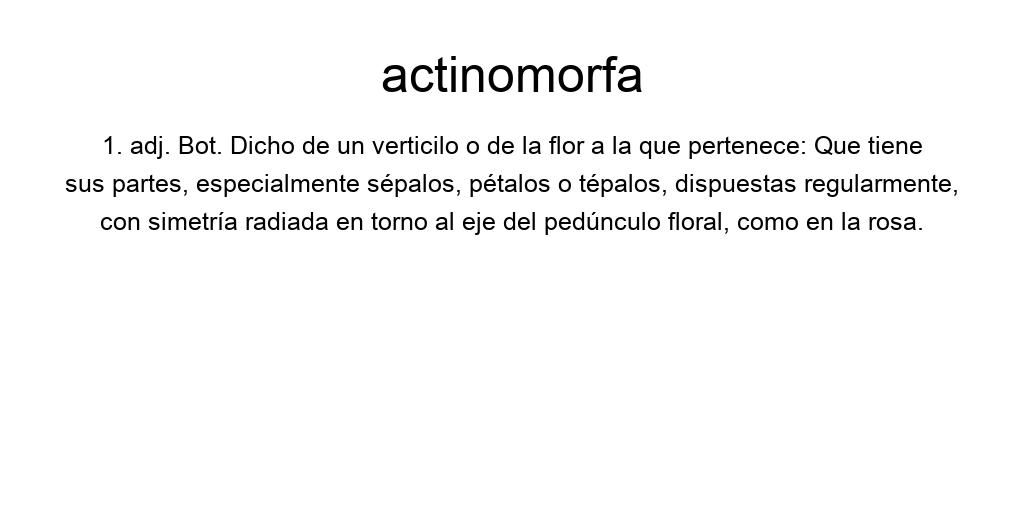 actinomorfa
1. adj. Bot. Dicho de un verticilo o de la flor a la que pertenece: Que tiene
sus partes, especialmente sépalos, pétalos o tépalos, dispuestas regularmente,
con simetría radiada en torno al eje del pedúnculo floral, como en la rosa.